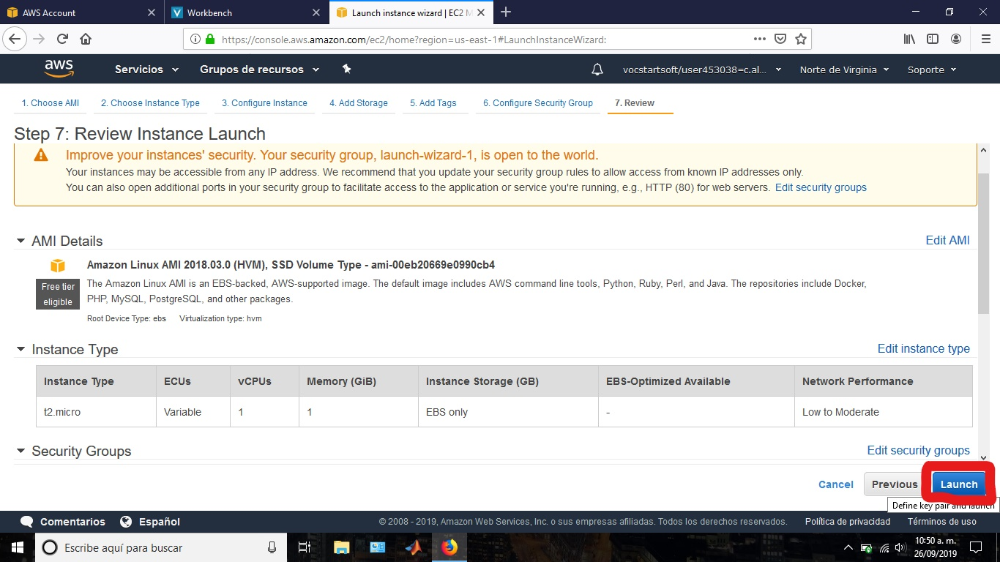 AWS Account
Workbench
Launch instance wizard | EC2 M
https://console.aws.amazon.com/ec2/home?region=us-east-1#LaunchInstanceWizard:
aws
Servicios
Grupos de recursos
vocstartsoft/user453038=c.al...
Norte de Virginia
Soporte
1. Choose AMI
2. Choose Instance Type
3. Configure Instance
4. Add Storage
5. Add Tags
6. Configure Security Group
7. Review
Step 7: Review Instance Launch
Improve your instances' security. Your security group, launch-wizard-1, is open to the world.
Your instances may be accessible from any IP address. We recommend that you update your security group rules to allow access from known IP addresses only.
You can also open additional ports in your security group to facilitate access to the application or service you're running, e.g., HTTP (80) for web servers. Edit security groups
AMI Details
Edit AMI
Amazon Linux AMI 2018.03.0 (HVM), SSD Volume Type - ami-00eb20669e0990cb4
Free tier
eligible
The Amazon Linux AMI is an EBS-backed, AWS-supported image. The default image includes AWS command line tools, Python, Ruby, Perl, and Java. The repositories include Docker,
PHP, MySQL, PostgreSQL, and other packages.
Root Device Type: ebs Virtualization type: hvm
Instance Type
Edit instance type
Instance Type ECUs vCPUs Memory (GiB) Instance Storage (GB) EBS-Optimized Available Network Performance
t2.micro Variable 1 1 EBS only - Low to Moderate
Security Groups
Edit security groups
Cancel
Previous
Launch
Define key pair and launch
Comentarios
Español
© 2008 - 2019, Amazon Web Services, Inc. o sus empresas afiliadas. Todos los derechos reservados.
Política de privacidad
Términos de uso
Escribe aquí para buscar
10:50 a. m.
26/09/2019